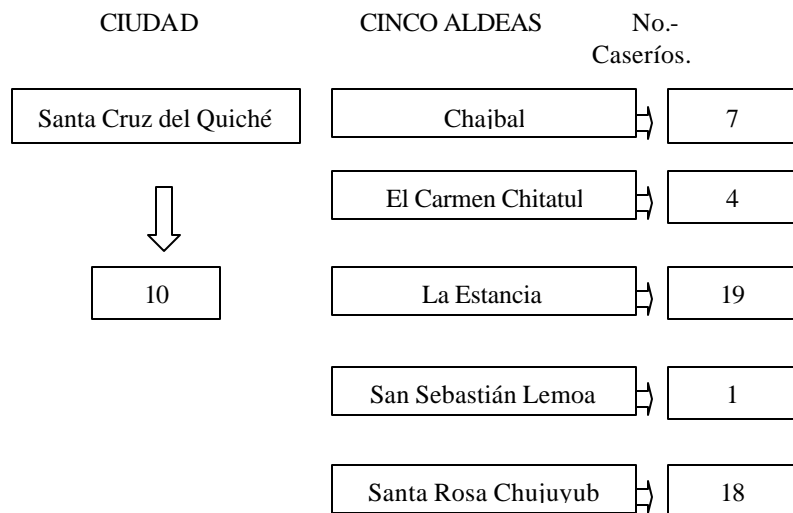 CIUDAD CINCO ALDEAS No.-
Caseríos.
Santa Cruz del Quiché Chajbal 7
El Carmen Chitatul 4
10 La Estancia 19
San Sebastián Lemoa 1
Santa Rosa Chujuyub 18